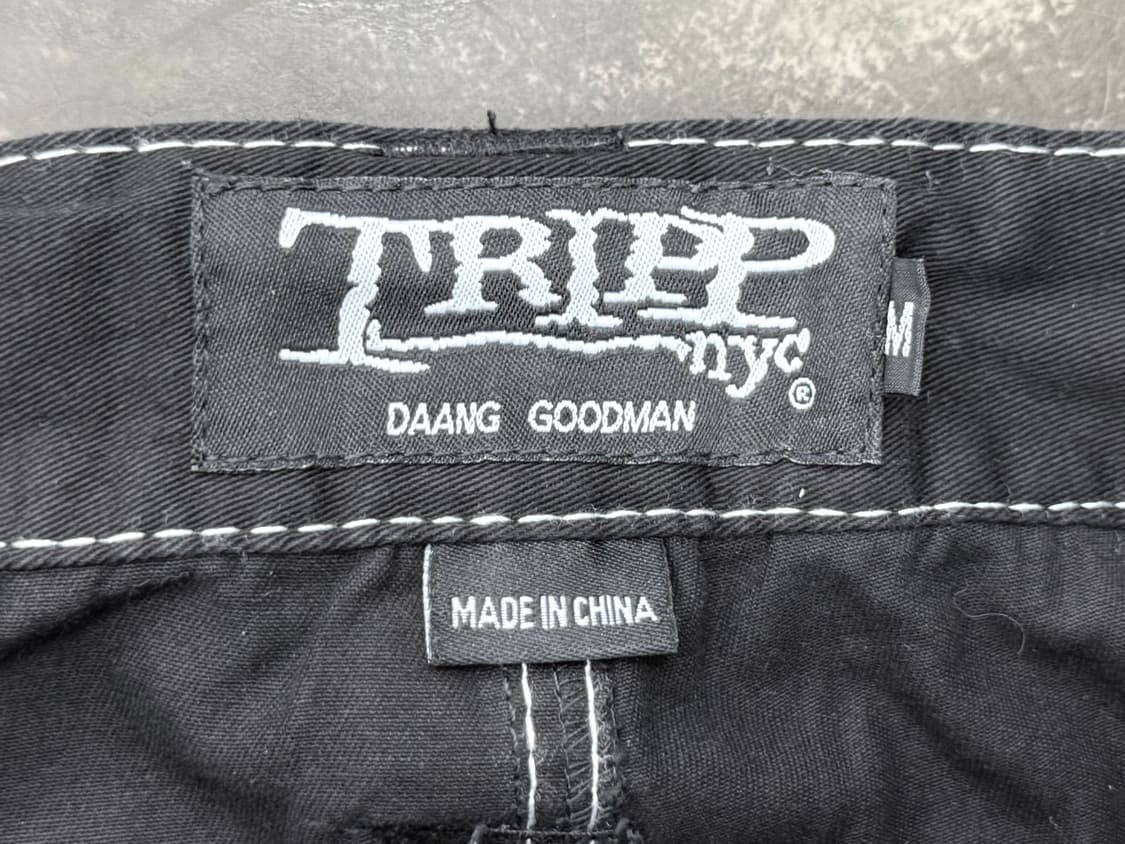 TRIPP
nyc®
DAANG GOODMAN
M
MADE IN CHINA